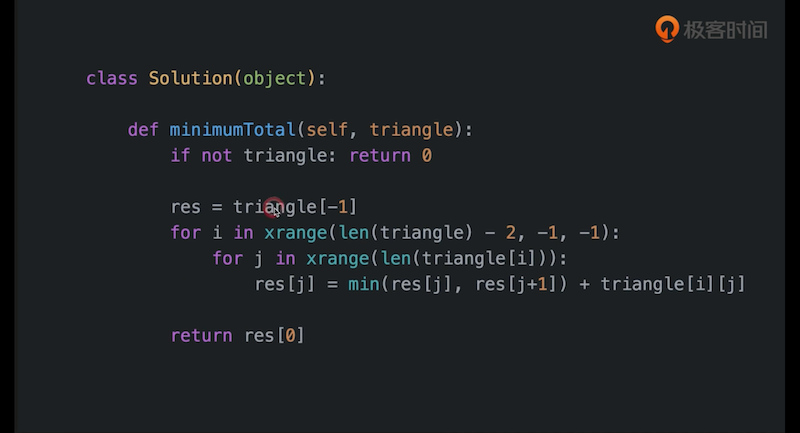 极客时间
class Solution(object):
def minimumTotal(self, triangle):
if not triangle: return 0
res = triangle[-1]
for i in xrange(len(triangle) - 2, -1, -1):
for j in xrange(len(triangle[i])):
res[j] = min(res[j], res[j+1]) + triangle[i][j]
return res[0]